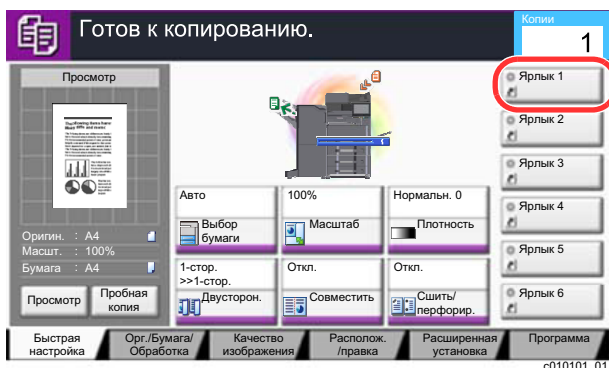 Готов к копированию.
Копии
1
Просмотр
Оригин. : A4
Масшт. : 100%
Бумага : A4
Просмотр
Пробная
копия
Авто
Выбор
бумаги
100%
Масштаб
Нормальн. 0
Плотность
1-стор.
>>1-стор.
Двусторон.
Откл.
Совместить
Откл.
Сшить/
перфорир.
Ярлык 1
Ярлык 2
Ярлык 3
Ярлык 4
Ярлык 5
Ярлык 6
Быстрая
настройка
Орг./Бумага/
Обработка
Качество
изображения
Располож.
/правка
Расширенная
установка
Программа
c010101_01